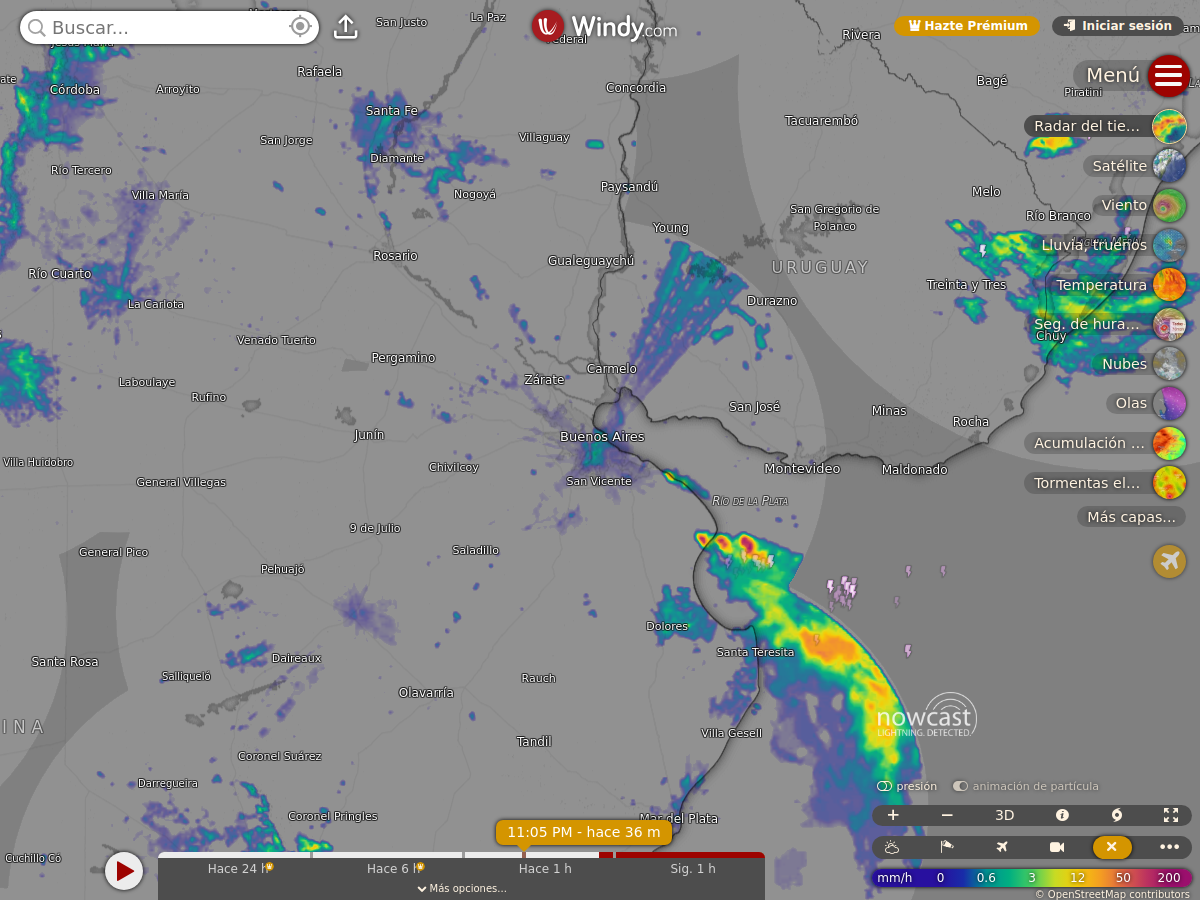 Buscar...
San Justo
La Paz
Windy.com
Federal
Rivera
Hazte Prémium
Iniciar sesión
Jesús María
Rafaela
Córdoba
Arroyito
Concordia
Bagé
Menú
Piratini
Santa Fe
Tacuarembó
Radar del tie...
San Jorge
Villaguay
Diamante
Río Tercero
Satélite
Villa María
Nogoyá
Paysandú
Melo
Viento
San Gregorio de
Polanco
Río Branco
Young
Lluvia, truenos
Rosario
Gualeguaychú
URUGUAY
Río Cuarto
Treinta y Tres
Temperatura
La Carlota
Durazno
Seg. de hura...
Chuy
Venado Tuerto
Pergamino
Carmelo
Nubes
Laboulaye
Zárate
Rufino
San José
Minas
Olas
Rocha
Junín
Buenos Aires
Acumulación ...
Villa Huidobro
Chivilcoy
Montevideo
Maldonado
General Villegas
San Vicente
Tormentas el...
Río de la Plata
Más capas...
9 de Julio
General Pico
Saladillo
Pehuajó
Dolores
Santa Teresita
Santa Rosa
Daireaux
Salliqueló
Rauch
Olavarría
INA
nowcast
LIGHTNING. DETECTED.
Villa Gesell
Tandil
Coronel Suárez
Darregueira
presión
animación de partícula
Coronel Pringles
Mar del Plata
+
−
3D
11:05 PM - hace 36 m
Cuchillo Có
Hace 24 h
Hace 6 h
Hace 1 h
Sig. 1 h
mm/h 0 0.6 3 12 50 200
Más opciones...
© OpenStreetMap contributors